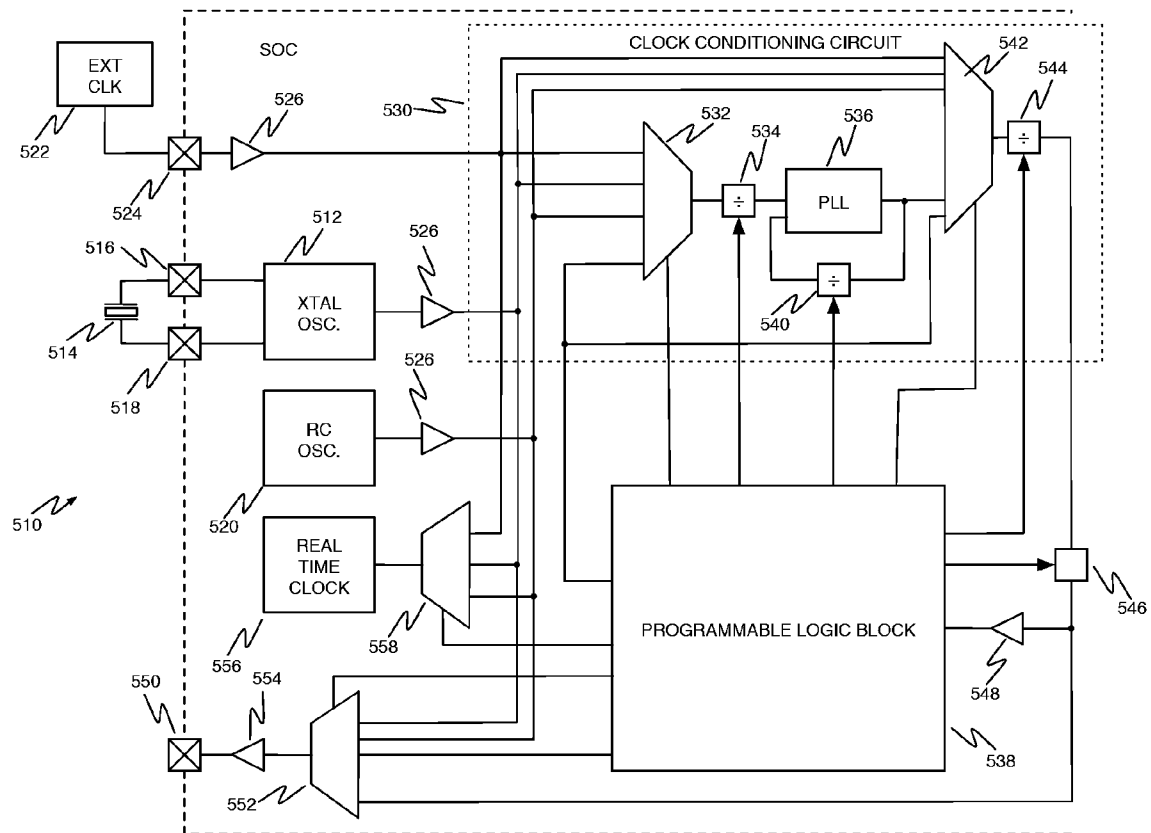 SOC
CLOCK CONDITIONING CIRCUIT
542
EXT
CLK
544
526
532
530
534
536
522
÷
÷
PLL
524
516
512
526
÷
540
XTAL
OSC.
514
518
526
RC
OSC.
510
520
REAL
TIME
CLOCK
546
558
PROGRAMMABLE LOGIC BLOCK
556
548
550
554
538
552